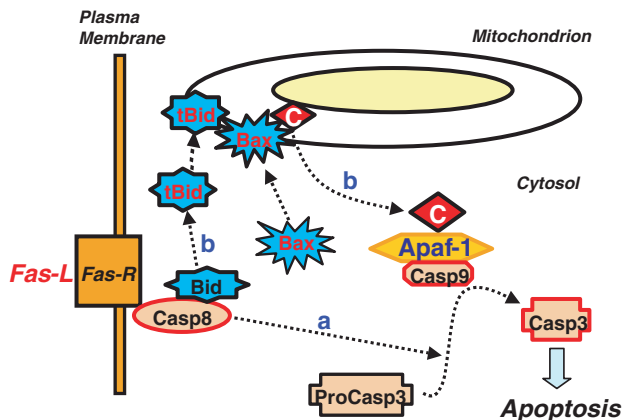 Plasma
Membrane
Mitochondrion
tBid
C
Bax
tBid
b
Cytosol
C
b
Bax
Apaf-1
Fas-L
Fas-R
Bid
Casp9
Casp8
a
Casp3
ProCasp3
Apoptosis